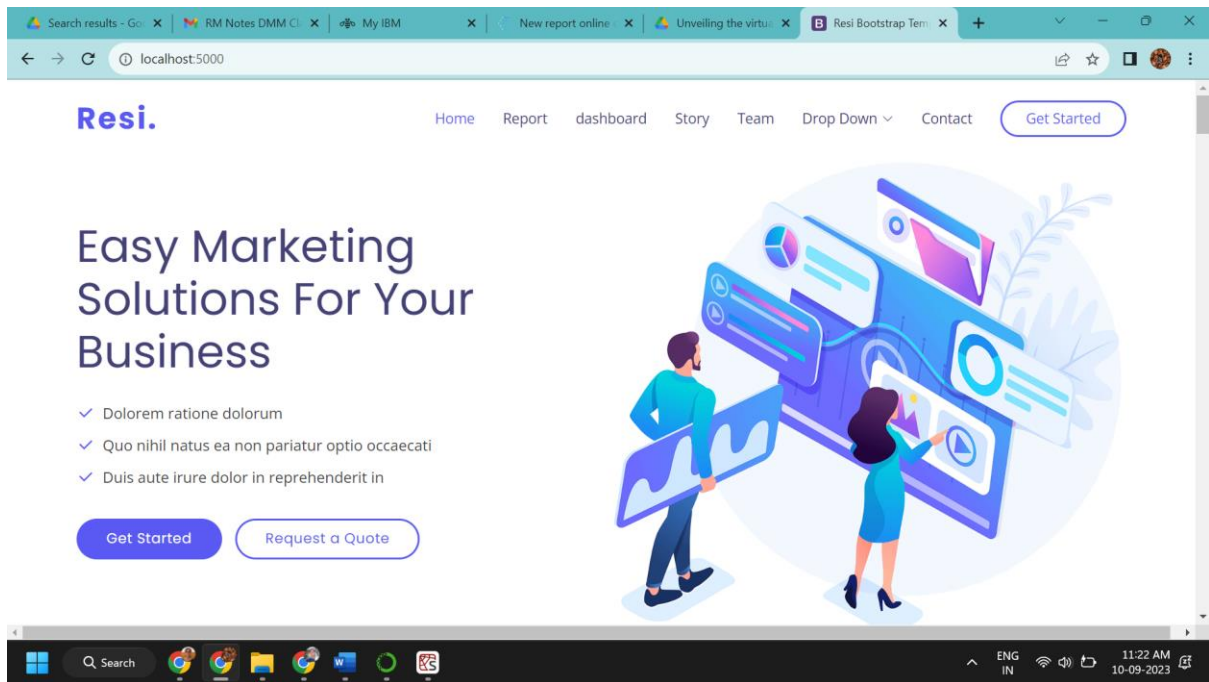 Search results - Go
RM Notes DMM Cl
My IBM
New report online
Unveiling the virtu
Resi Bootstrap Tem
localhost:5000
Resi.
Home Report dashboard Story Team Drop Down Contact Get Started
Easy Marketing
Solutions For Your
Business
Dolorem ratione dolorum
Quo nihil natus ea non pariatur optio occaecati
Duis aute irure dolor in reprehenderit in
Get Started Request a Quote
Search
ENG
IN
11:22 AM
10-09-2023